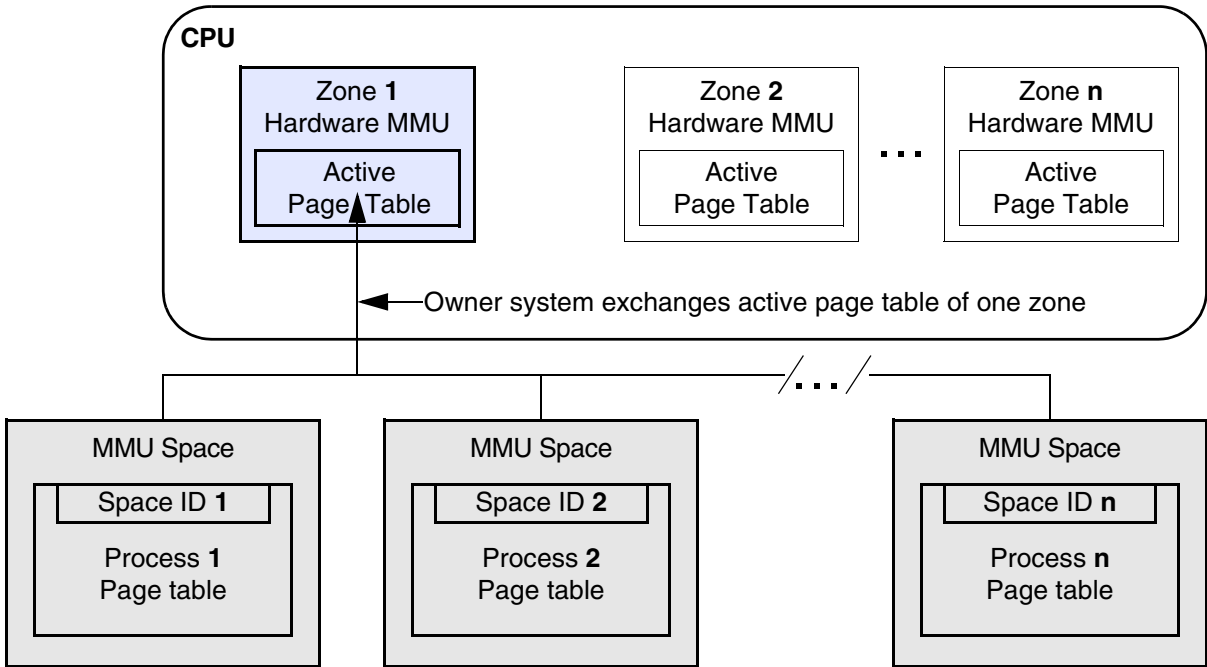 CPU
Zone 1
Hardware MMU
Active
Page Table
Zone 2
Hardware MMU
Active
Page Table
...
Zone n
Hardware MMU
Active
Page Table
Owner system exchanges active page table of one zone
...
MMU Space
Space ID 1
Process 1
Page table
MMU Space
Space ID 2
Process 2
Page table
MMU Space
Space ID n
Process n
Page table